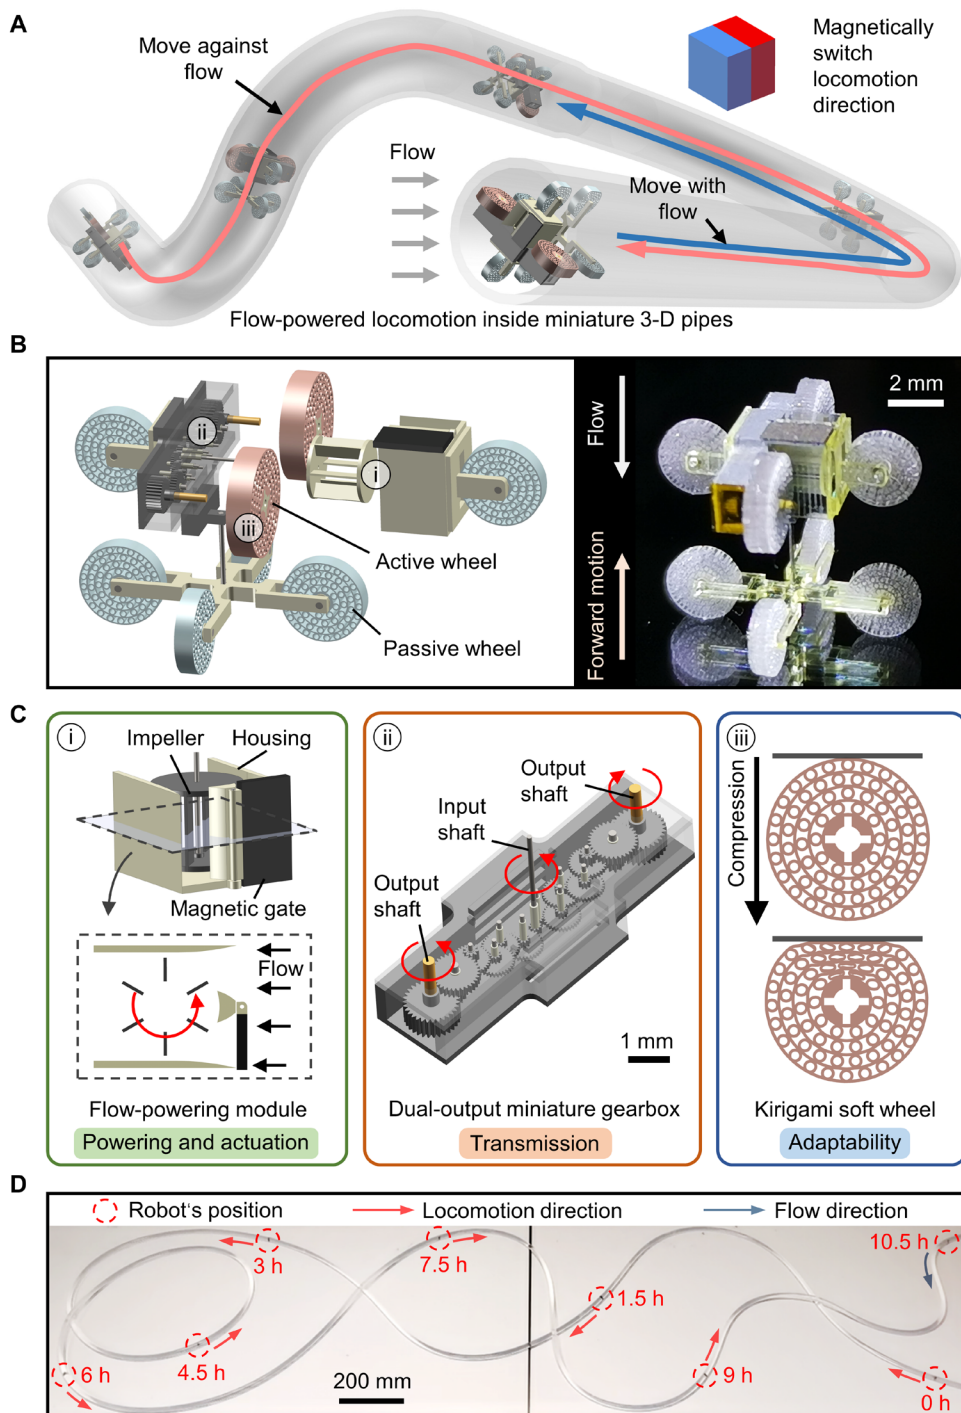 A
Move against
flow
Magnetically
switch
locomotion
direction
Flow
Move with
flow
Flow-powered locomotion inside miniature 3-D pipes
B
ii
i
iii
Active wheel
Passive wheel
Flow
Forward motion
2 mm
C
i
Impeller
Housing
Magnetic gate
Flow
Flow-powering module
Powering and actuation
ii
Output
shaft
Input
shaft
Output
shaft
1 mm
Dual-output miniature gearbox
Transmission
iii
Compression
Kirigami soft wheel
Adaptability
D
Robot‘s position
Locomotion direction
Flow direction
3 h
7.5 h
10.5 h
1.5 h
4.5 h
6 h
9 h
0 h
200 mm